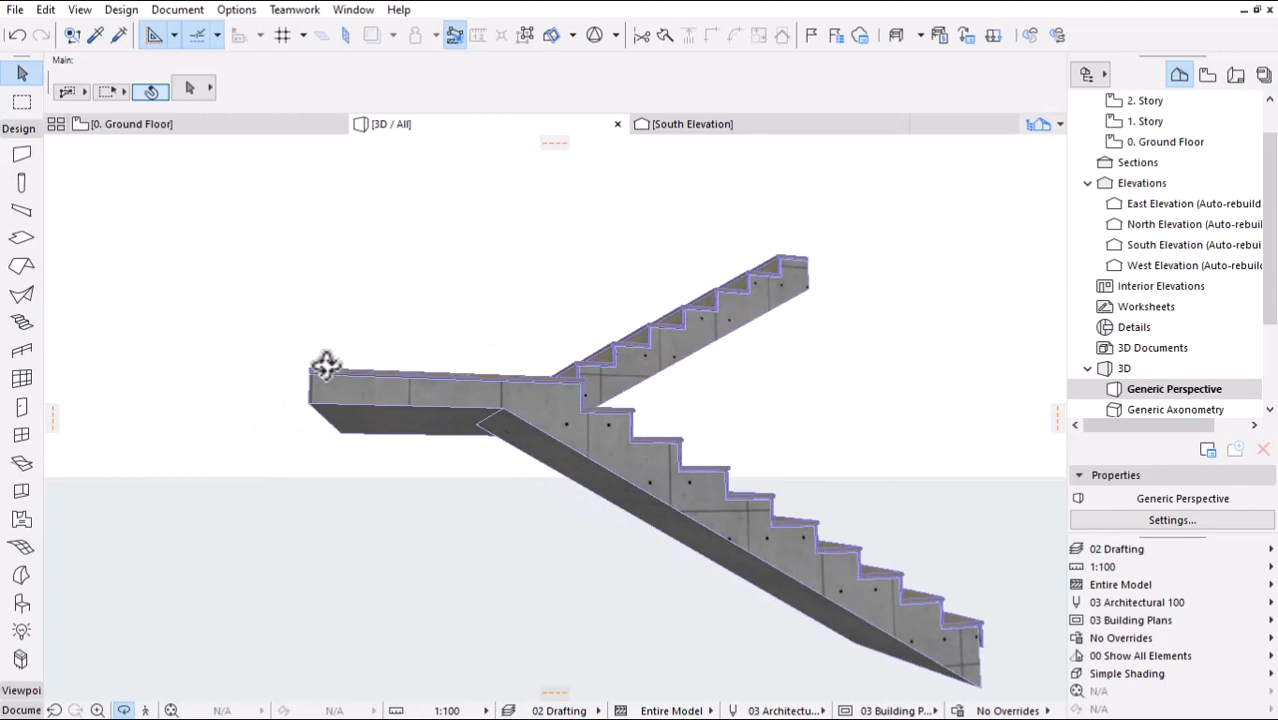 File Edit View Design Document Options Teamwork Window Help
Main:
[0. Ground Floor] [3D / All] [South Elevation]
Design
Viewpoi
Docume
2. Story
1. Story
0. Ground Floor
Sections
Elevations
East Elevation (Auto-rebuild
North Elevation (Auto-rebuild
South Elevation (Auto-rebuil
West Elevation (Auto-rebuild
Interior Elevations
Worksheets
Details
3D Documents
3D
Generic Perspective
Generic Axonometry
Properties
Generic Perspective
Settings...
02 Drafting
1:100
Entire Model
03 Architectural 100
03 Building Plans
No Overrides
00 Show All Elements
Simple Shading
N/A
N/A
N/A N/A 1:100 02 Drafting Entire Model 03 Architectu... 03 Building P... No Overrides